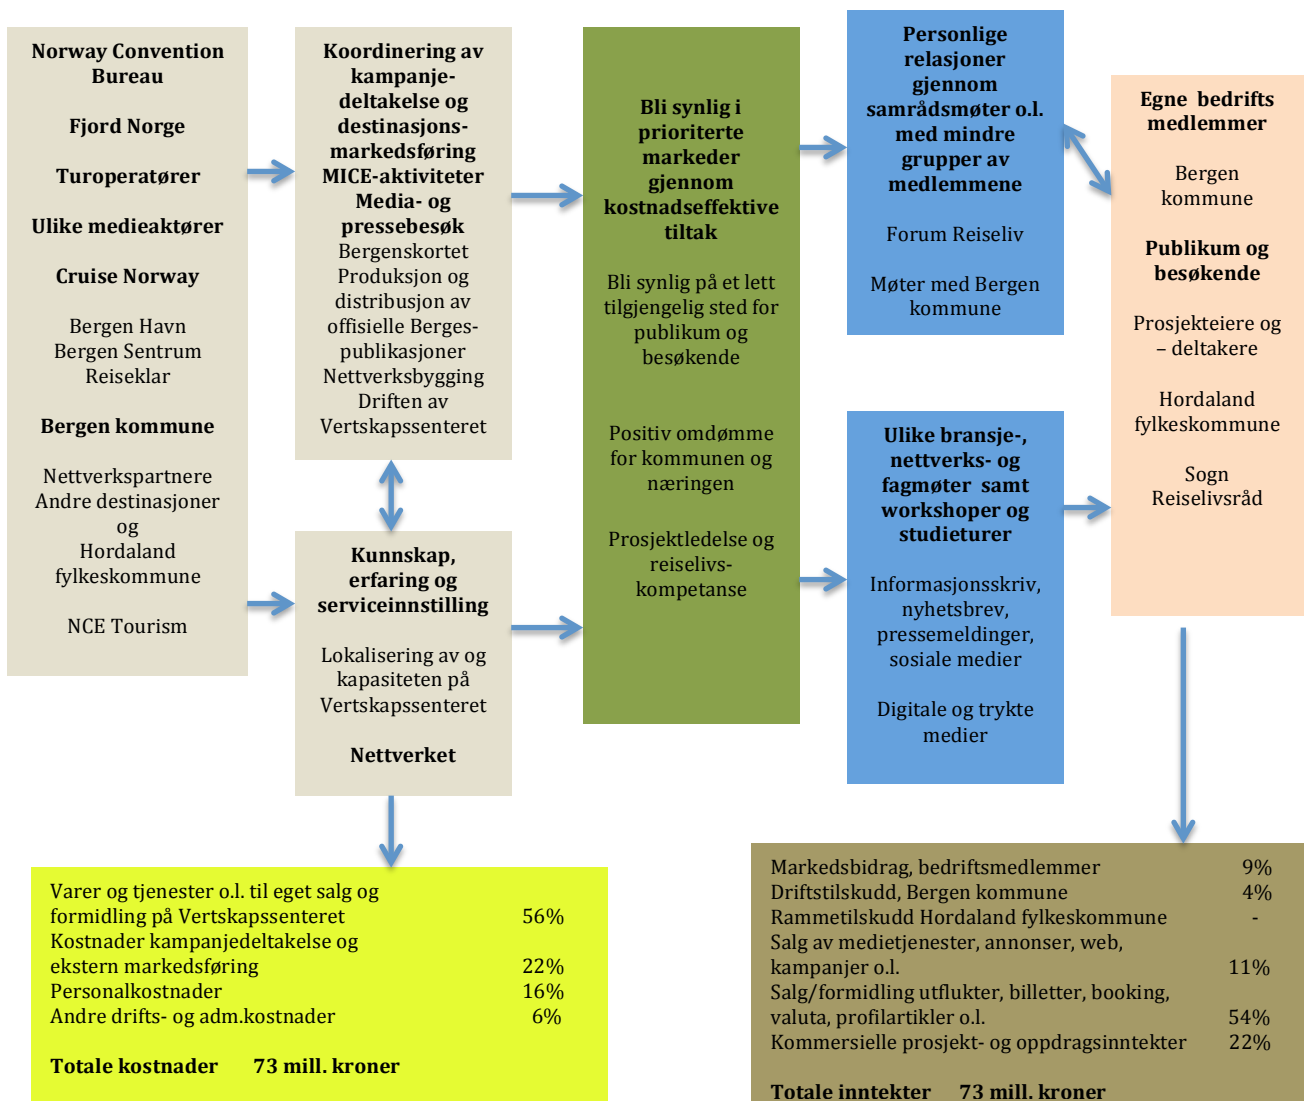 Norway Convention
Bureau
Fjord Norge
Turoperatører
Ulike medieaktører
Cruise Norway
Bergen Havn
Bergen Sentrum
Reiseklar
Bergen kommune
Nettverkspartnere
Andre destinasjoner
og
Hordaland
fylkeskommune
NCE Tourism
Koordinering av
kampanje-
deltakelse og
destinasjons-
markedsføring
MICE-aktiviteter
Media- og
pressebesøk
Bergenskortet
Produksjon og
distribusjon av
offisielle Berges-
publikasjoner
Nettverksbygging
Driften av
Vertskapssenteret
Kunnskap,
erfaring og
serviceinnstilling
Lokalisering av og
kapasiteten på
Vertskapssenteret
Nettverket
Bli synlig i
prioriterte
markeder
gjennom
kostnadseffektive
tiltak
Bli synlig på et lett
tilgjengelig sted for
publikum og
besøkende
Positiv omdømme
for kommunen og
næringen
Prosjektledelse og
reiselivs-
kompetanse
Personlige
relasjoner
gjennom
samrådsmøter o.l.
med mindre
grupper av
medlemmene
Forum Reiseliv
Møter med Bergen
kommune
Ulike bransje-,
nettverks- og
fagmøter samt
workshoper og
studieturer
Informasjonsskriv,
nyhetsbrev,
pressemeldinger,
sosiale medier
Digitale og trykte
medier
Egne bedrifts
medlemmer
Bergen
kommune
Publikum og
besøkende
Prosjekteiere og
– deltakere
Hordaland
fylkeskommune
Sogn
Reiselivsråd
Varer og tjenester o.l. til eget salg og
formidling på Vertskapssenteret 56%
Kostnader kampanjedeltakelse og
ekstern markedsføring 22%
Personalkostnader 16%
Andre drifts- og adm.kostnader 6%
Totale kostnader 73 mill. kroner
Markedsbidrag, bedriftsmedlemmer 9%
Driftstilskudd, Bergen kommune 4%
Rammetilskudd Hordaland fylkeskommune -
Salg av medietjenester, annonser, web,
kampanjer o.l. 11%
Salg/formidling utflukter, billetter, booking,
valuta, profilartikler o.l. 54%
Kommersielle prosjekt- og oppdragsinntekter 22%
Totale inntekter 73 mill. kroner